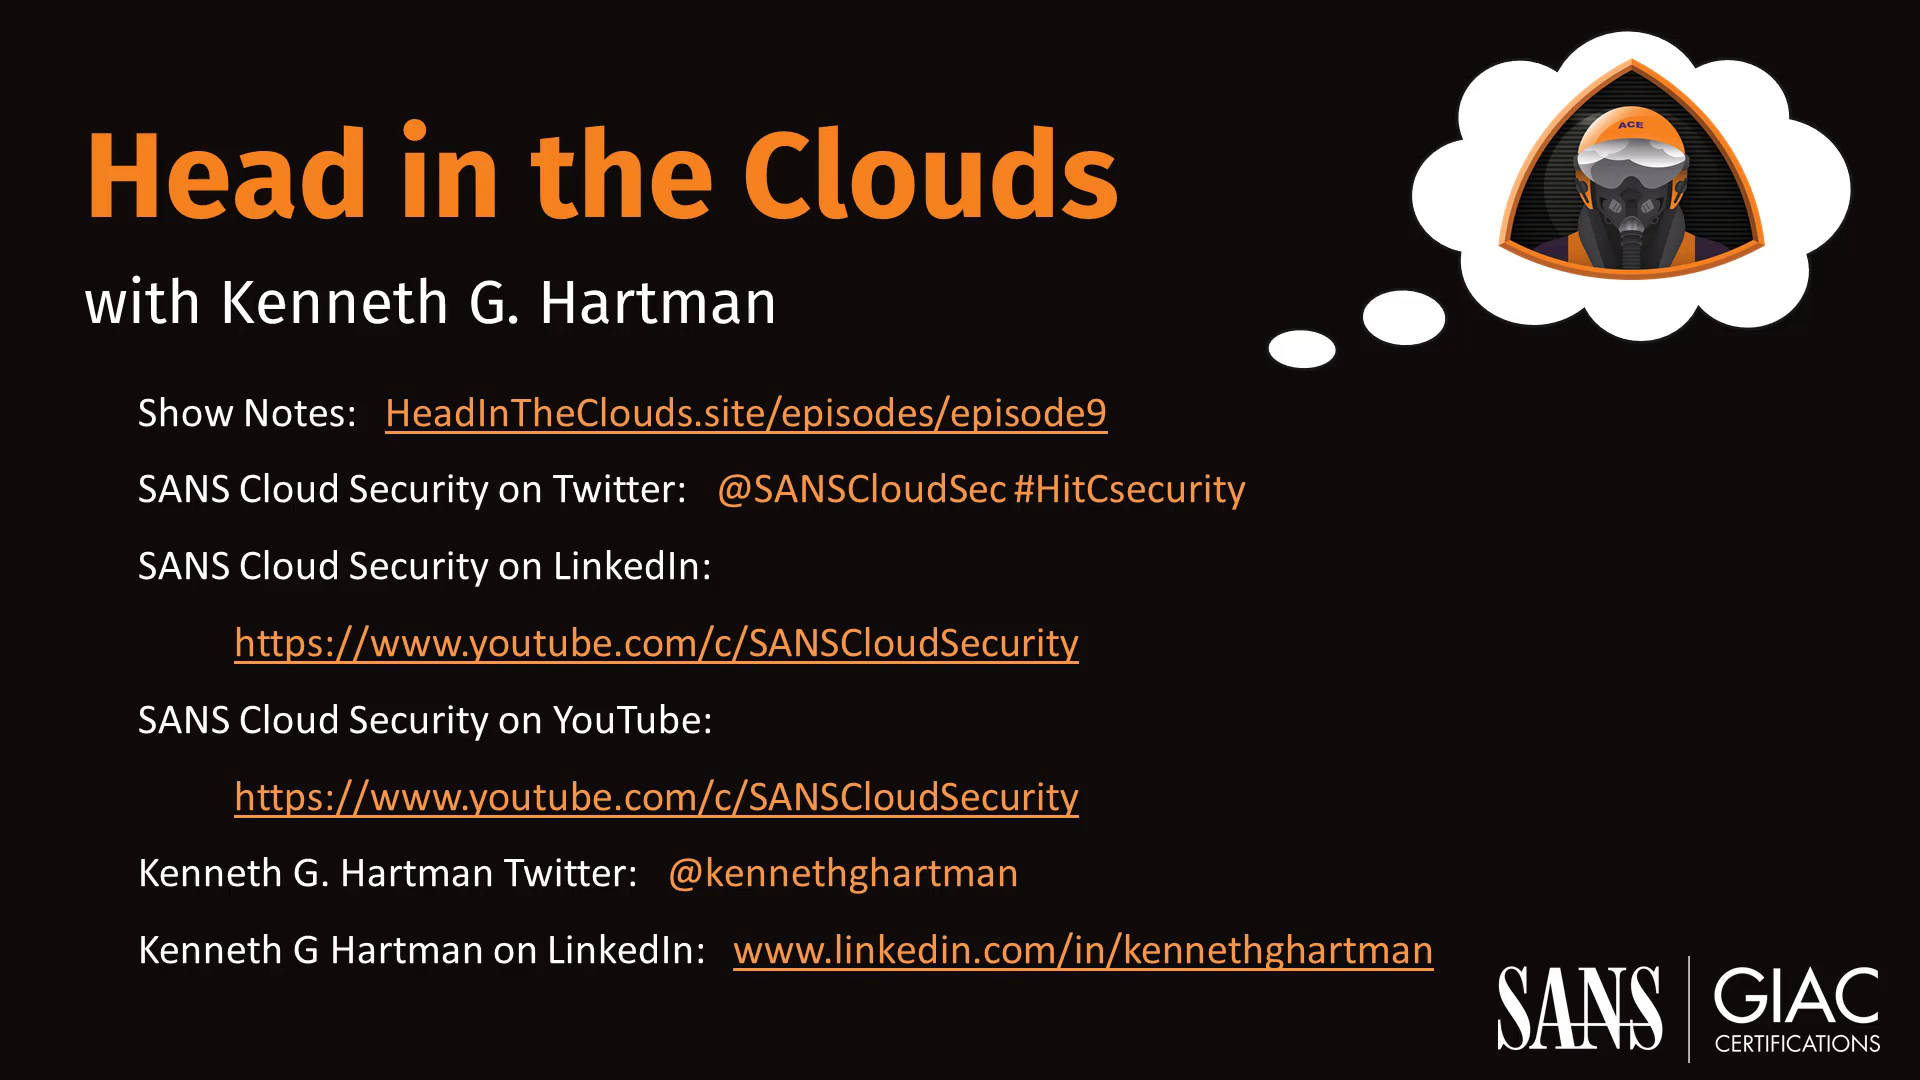 ACE
Head in the Clouds
with Kenneth G. Hartman
Show Notes: HeadInTheClouds.site/episodes/episode9
SANS Cloud Security on Twitter: @SANSCloudSec #HitCsecurity
SANS Cloud Security on LinkedIn:
https://www.youtube.com/c/SANSCloudSecurity
SANS Cloud Security on YouTube:
https://www.youtube.com/c/SANSCloudSecurity
Kenneth G. Hartman Twitter: @kennethghartman
Kenneth G Hartman on LinkedIn: www.linkedin.com/in/kennethghartman
SANS GIAC
CERTIFICATIONS